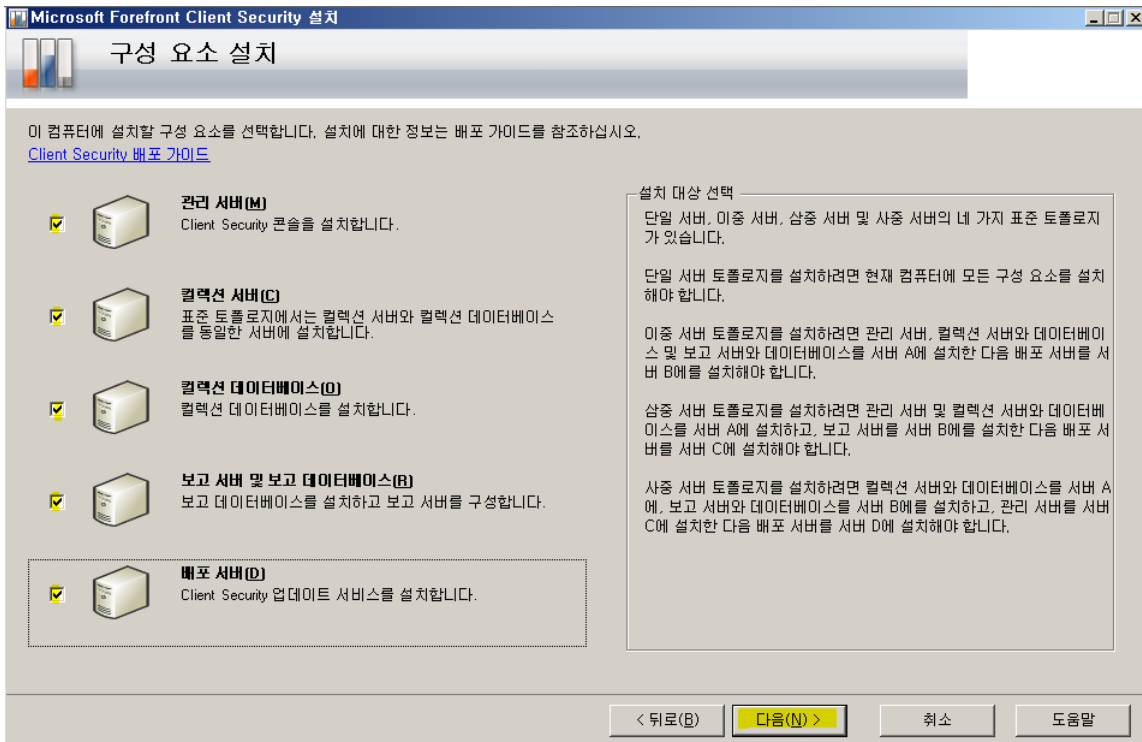 Microsoft Forefront Client Security 설치
구성 요소 설치
이 컴퓨터에 설치할 구성 요소를 선택합니다. 설치에 대한 정보는 배포 가이드를 참조하십시오.
Client Security 배포 가이드
관리 서버(M)
Client Security 콘솔을 설치합니다.
컬렉션 서버(C)
표준 토폴로지에서는 컬렉션 서버와 컬렉션 데이터베이스
를 동일한 서버에 설치합니다.
컬렉션 데이터베이스(O)
컬렉션 데이터베이스를 설치합니다.
보고 서버 및 보고 데이터베이스(R)
보고 데이터베이스를 설치하고 보고 서버를 구성합니다.
배포 서버(D)
Client Security 업데이트 서비스를 설치합니다.
설치 대상 선택
단일 서버, 이중 서버, 삼중 서버 및 사중 서버의 네 가지 표준 토폴로지
가 있습니다.
단일 서버 토폴로지를 설치하려면 현재 컴퓨터에 모든 구성 요소를 설치
해야 합니다.
이중 서버 토폴로지를 설치하려면 관리 서버, 컬렉션 서버와 데이터베이
스 및 보고 서버와 데이터베이스를 서버 A에 설치한 다음 배포 서버를 서
버 B에를 설치해야 합니다.
삼중 서버 토폴로지를 설치하려면 관리 서버 및 컬렉션 서버와 데이터베
이스를 서버 A에 설치하고, 보고 서버를 서버 B에를 설치한 다음 배포 서
버를 서버 C에 설치해야 합니다.
사중 서버 토폴로지를 설치하려면 컬렉션 서버와 데이터베이스를 서버 A
에, 보고 서버와 데이터베이스를 서버 B에를 설치하고, 관리 서버를 서버
C에 설치한 다음 배포 서버를 서버 D에 설치해야 합니다.
< 뒤로(B)
다음(N) >
취소
도움말